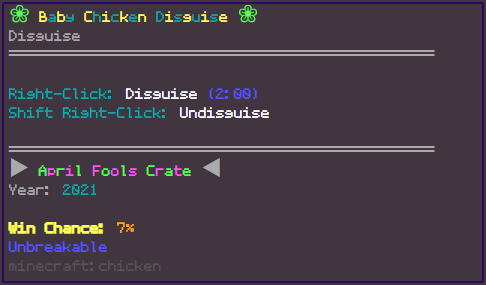 ❀ Baby Chicken Disguise ❀
Disguise
Right-Click: Disguise (2:00)
Shift Right-Click: Undisguise
▶ April Fools Crate ◀
Year: 2021
Win Chance: 7%
Unbreakable
minecraft:chicken